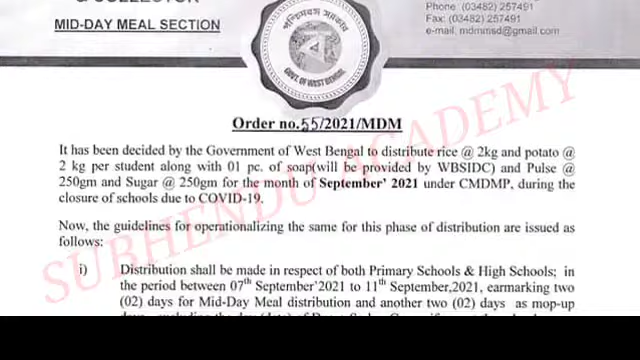 & COLLECTOR
MID-DAY MEAL SECTION
Phone: (03482) 257491
Fax: (03482) 257491
e-mail: mdmmsd@gmail.com
পশ্চিমবঙ্গ সরকার
GOVT. OF WEST BENGAL
Order no.55/2021/MDM
It has been decided by the Government of West Bengal to distribute rice @ 2kg and potato @
2 kg per student along with 01 pc. of soap(will be provided by WBSIDC) and Pulse @
250gm and Sugar @ 250gm for the month of September' 2021 under CMDMP, during the
closure of schools due to COVID-19.
Now, the guidelines for operationalizing the same for this phase of distribution are issued as
follows:
i) Distribution shall be made in respect of both Primary Schools & High Schools; in
the period between 07th September'2021 to 11th September,2021, earmarking two
(02) days for Mid-Day Meal distribution and another two (02) days as mop-up
SUBHENDU ACADEMY